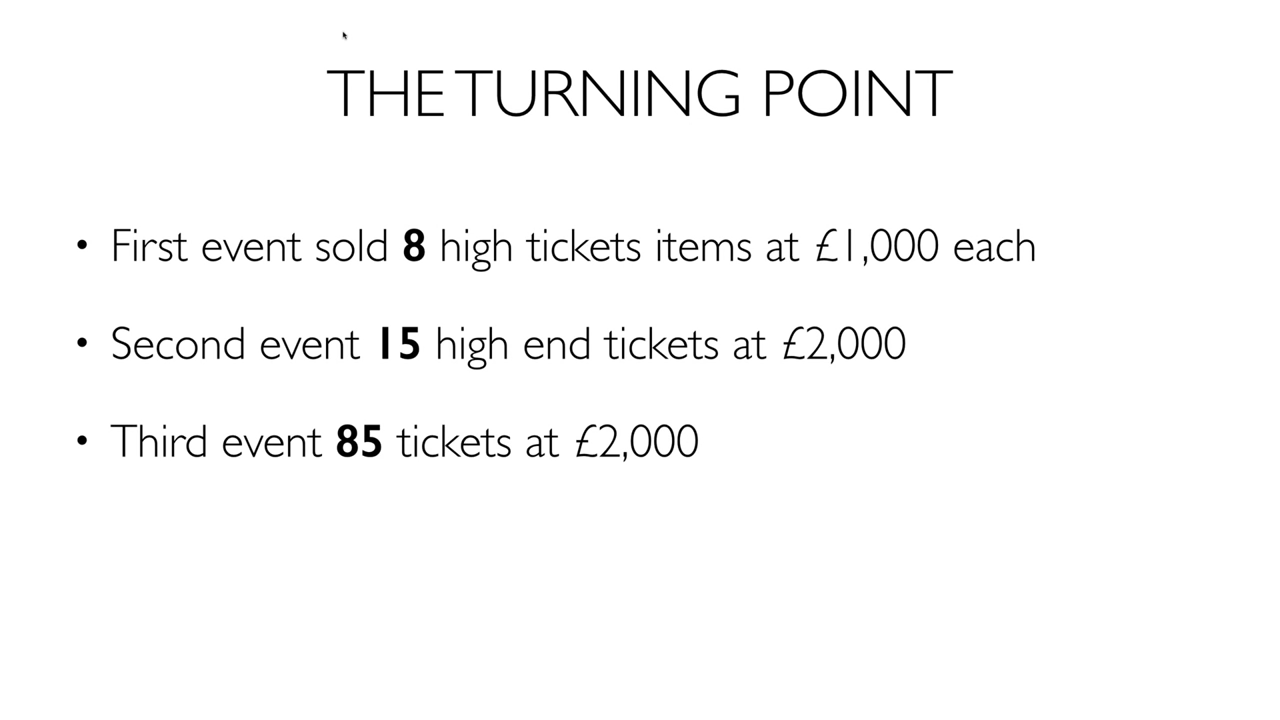 THE TURNING POINT
• First event sold 8 high tickets items at £1,000 each
• Second event 15 high end tickets at £2,000
• Third event 85 tickets at £2,000